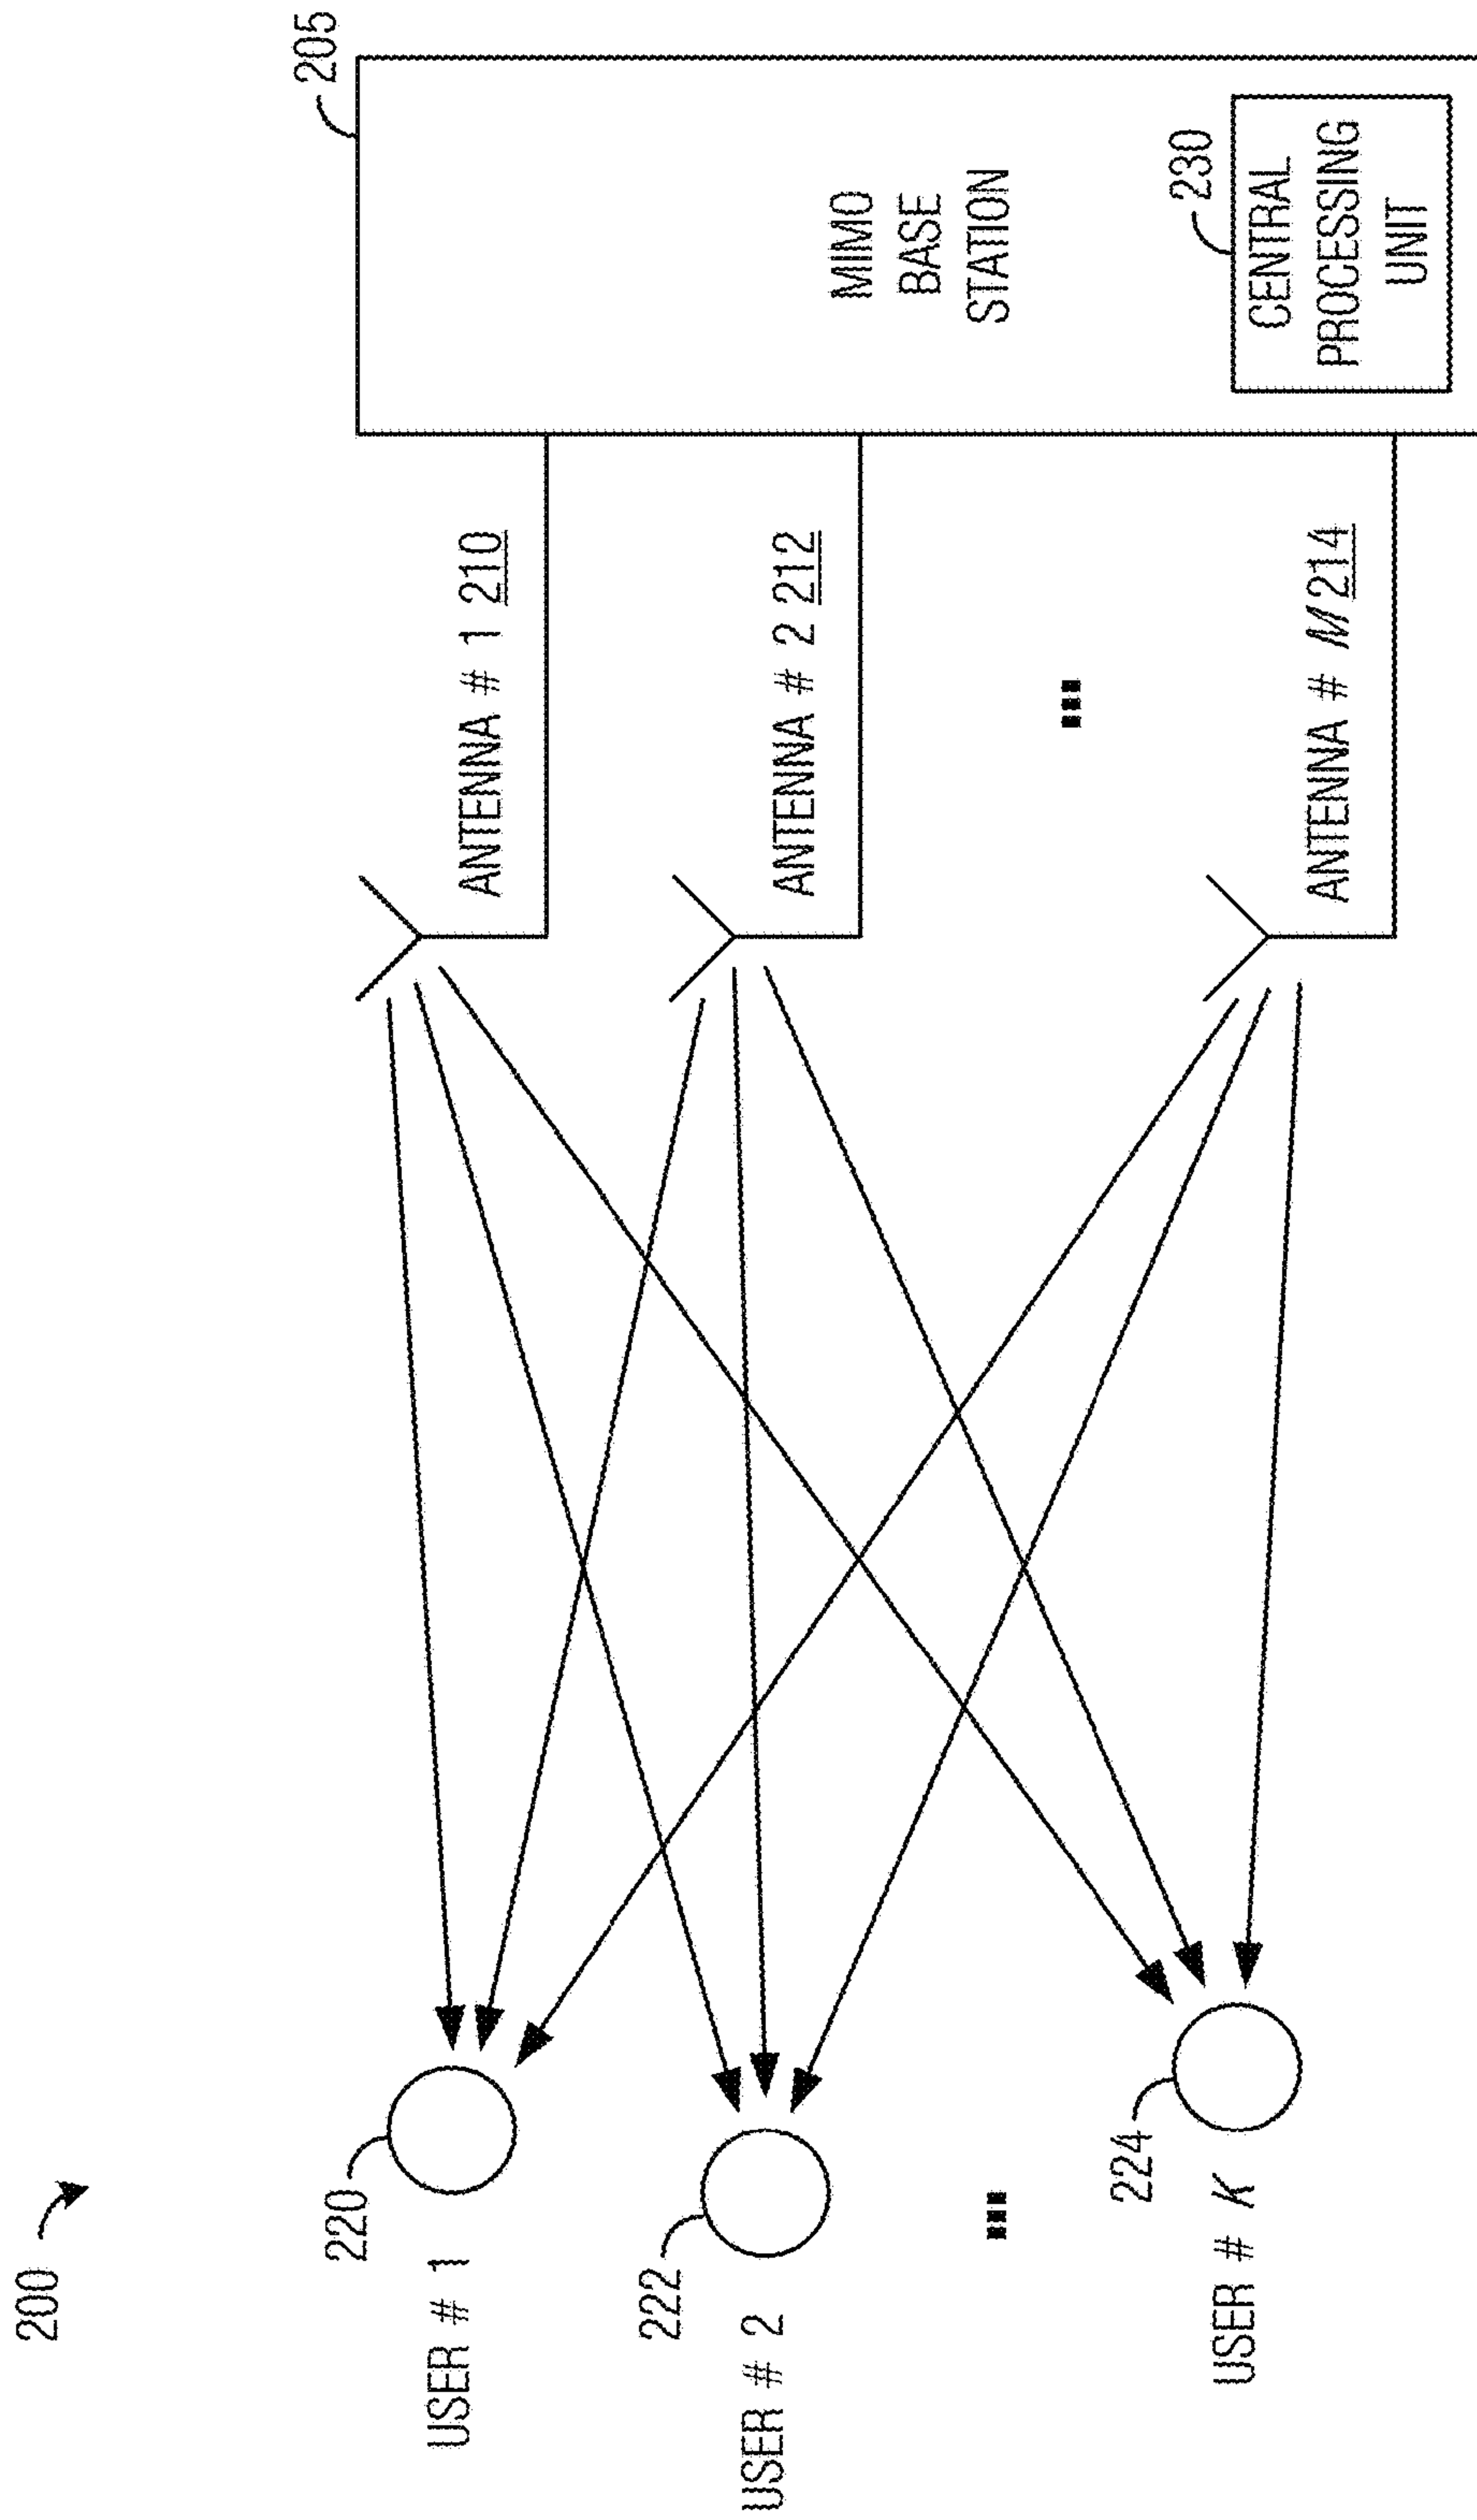 200
205
USER # 1
220
ANTENNA # 1 210
USER # 2
222
ANTENNA # 2 212
MIMO
BASE
STATION
USER # K
224
ANTENNA # M 214
230
CENTRAL
PROCESSING
UNIT